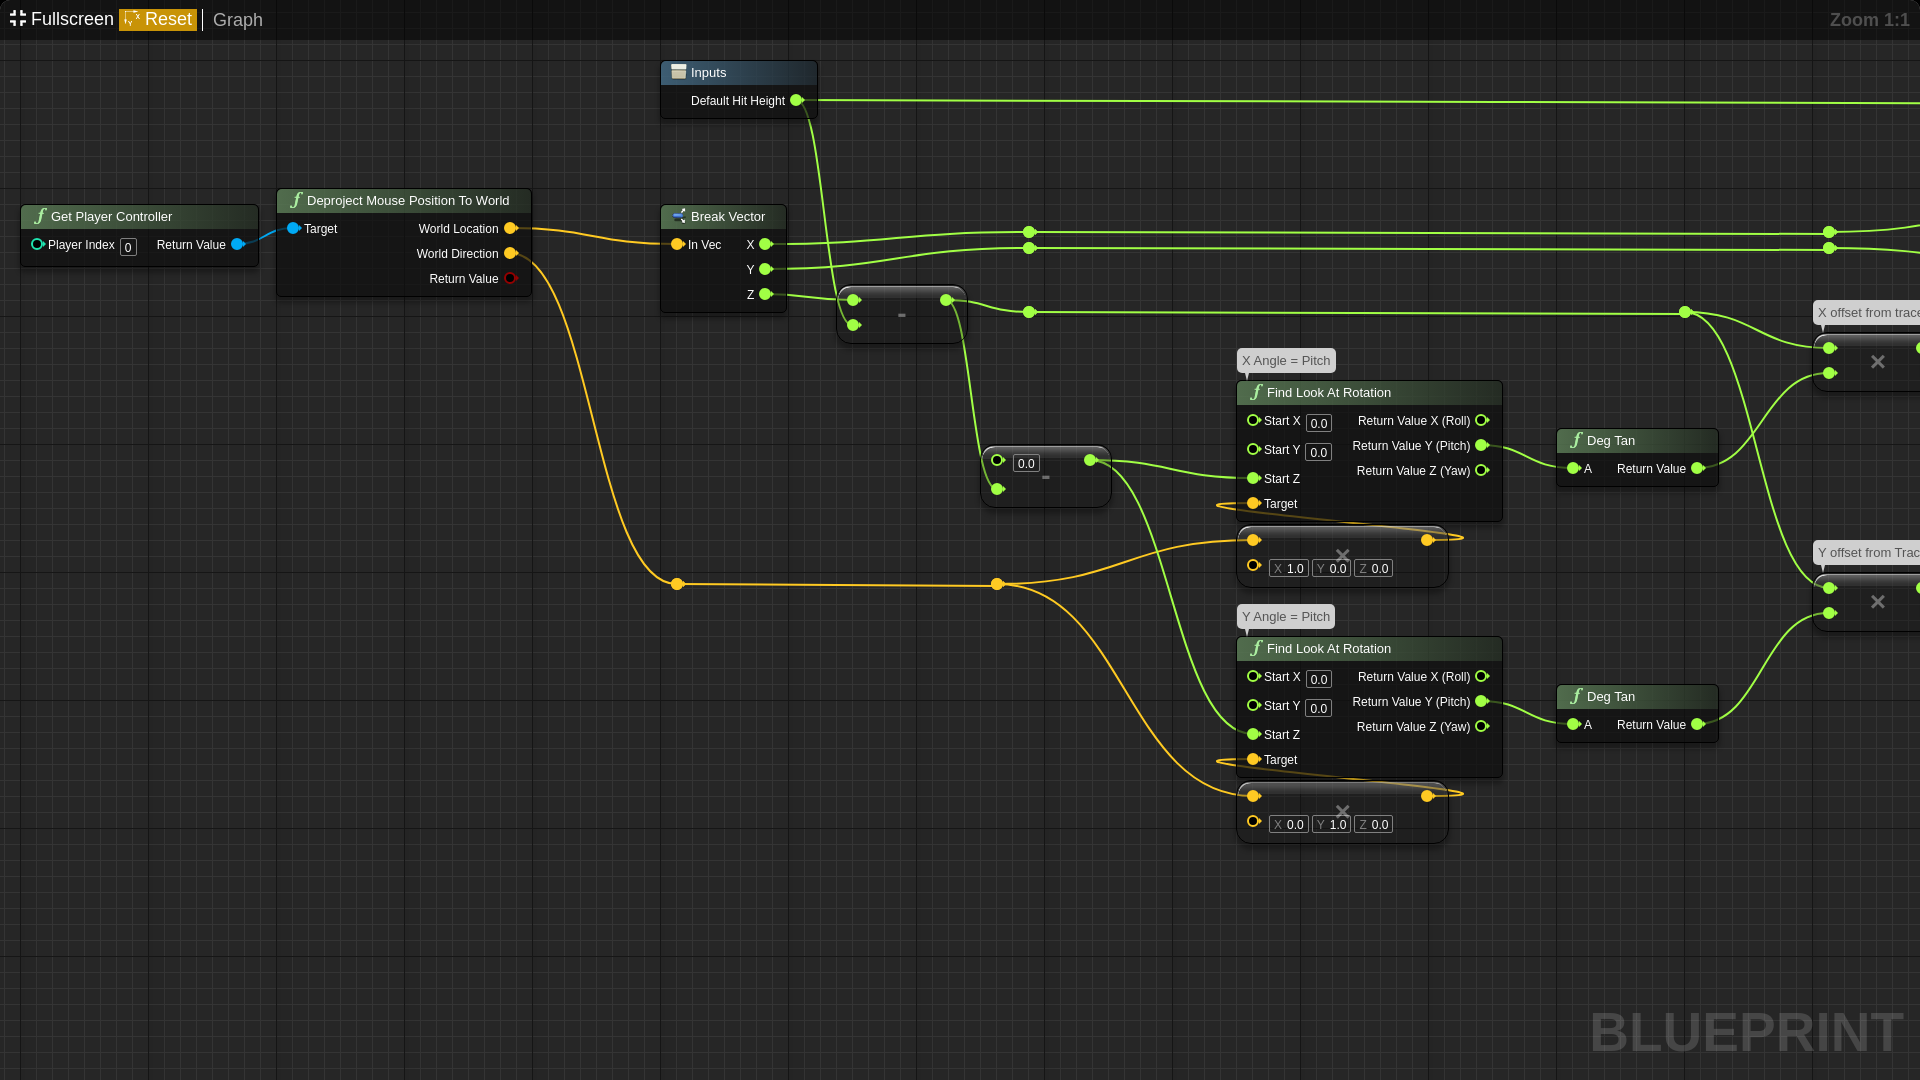 Fullscreen Reset Graph
Zoom 1:1
Inputs
Default Hit Height
Get Player Controller
Player Index 0 Return Value
Deproject Mouse Position To World
Target World Location
World Direction
Return Value
Break Vector
In Vec X
Y
Z
-
X offset from trace
×
X Angle = Pitch
Find Look At Rotation
Start X 0.0 Return Value X (Roll)
Start Y 0.0 Return Value Y (Pitch)
Start Z Return Value Z (Yaw)
Target
Deg Tan
A Return Value
0.0
-
×
X 1.0 Y 0.0 Z 0.0
Y offset from Trac
×
Y Angle = Pitch
Find Look At Rotation
Start X 0.0 Return Value X (Roll)
Start Y 0.0 Return Value Y (Pitch)
Start Z Return Value Z (Yaw)
Target
Deg Tan
A Return Value
×
X 0.0 Y 1.0 Z 0.0
BLUEPRINT